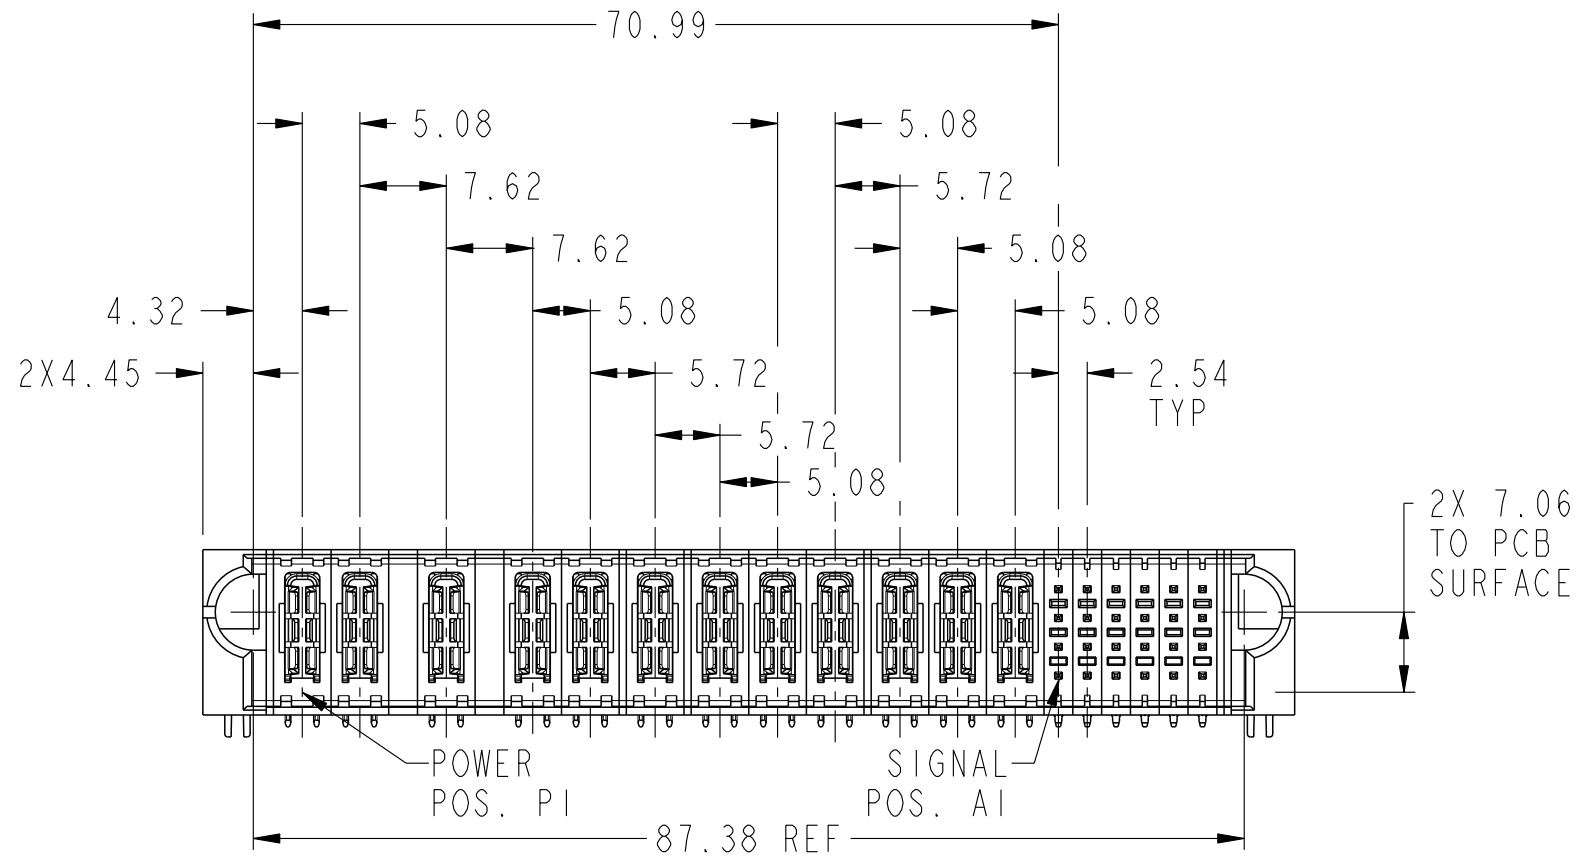 70.99
5.08
5.08
7.62
5.72
7.62
5.08
4.32
5.08
5.08
2X4.45
5.72
2.54
TYP
5.72
5.08
2X 7.06
TO PCB
SURFACE
POWER
POS. P1
SIGNAL
POS. A1
87.38 REF